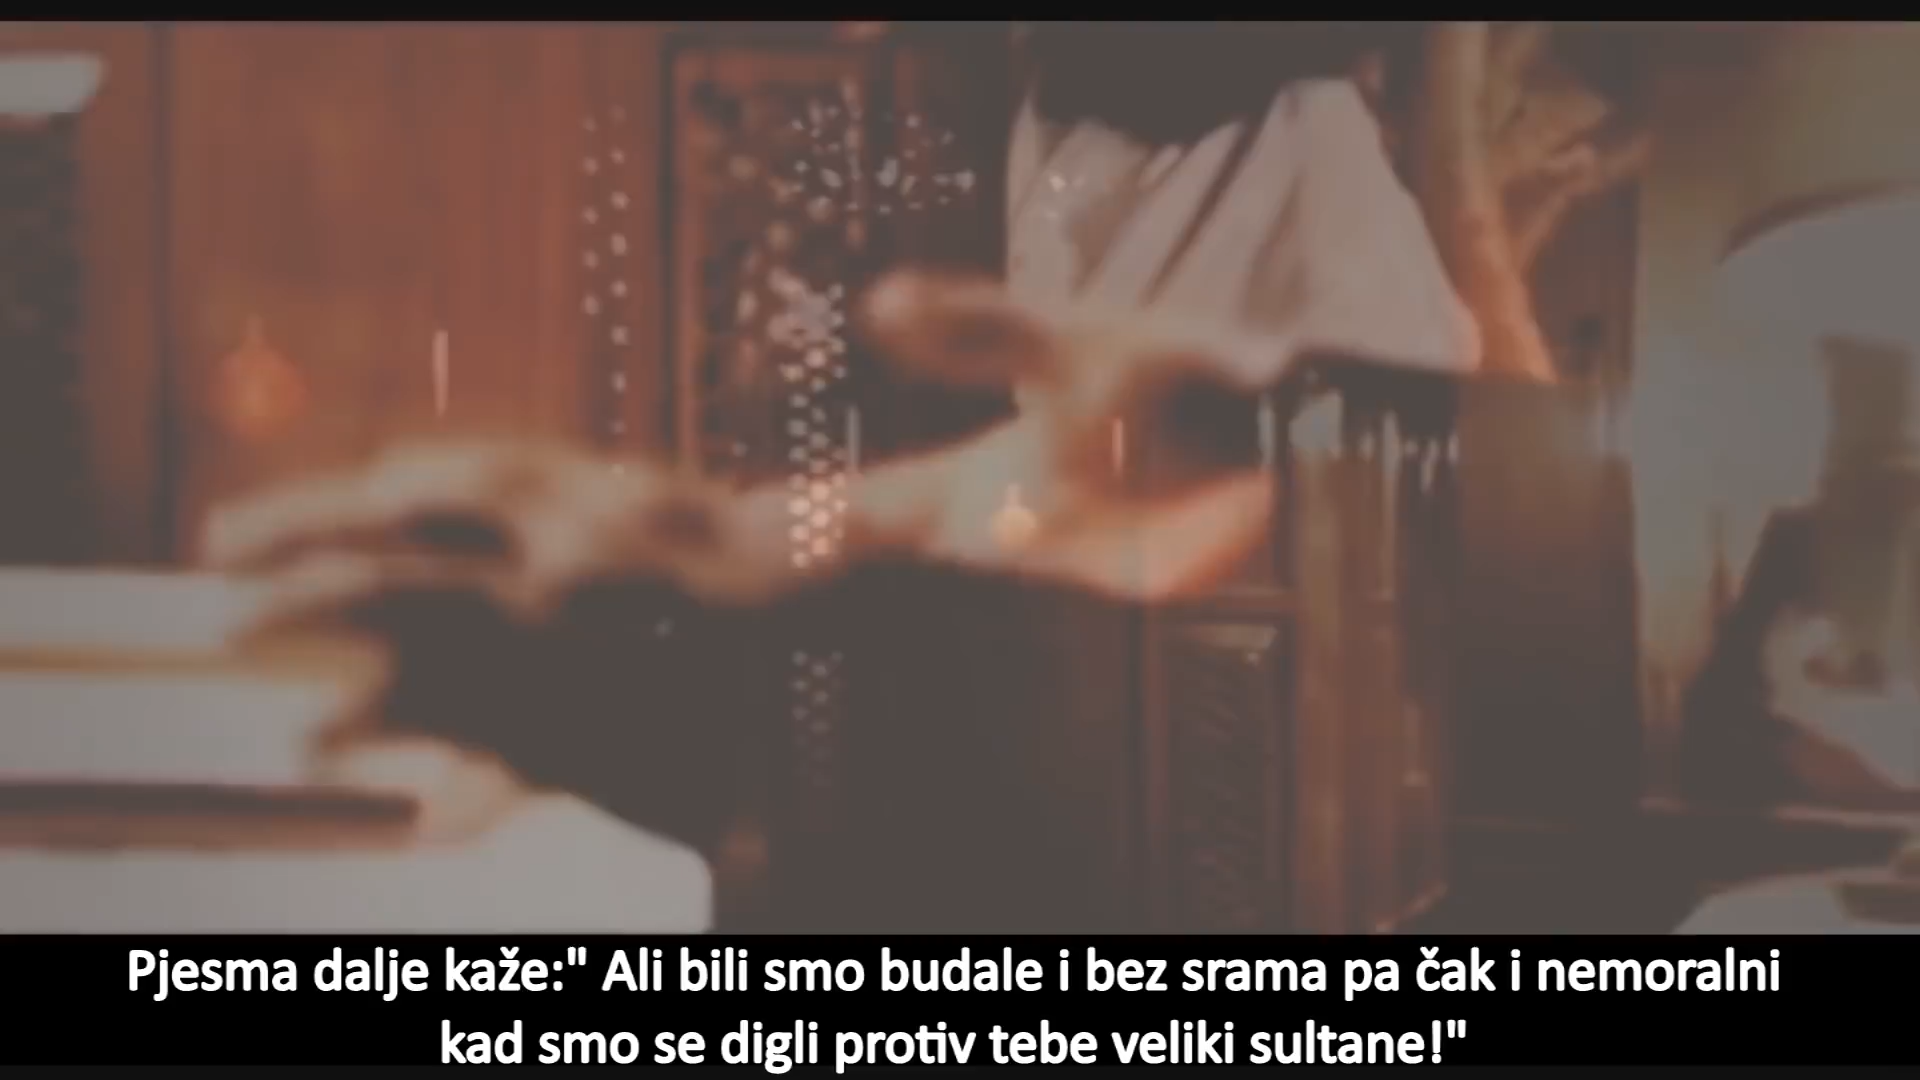 Pjesma dalje kaže:" Ali bili smo budale i bez srama pa čak i nemoralni
kad smo se digli protiv tebe veliki sultane!"